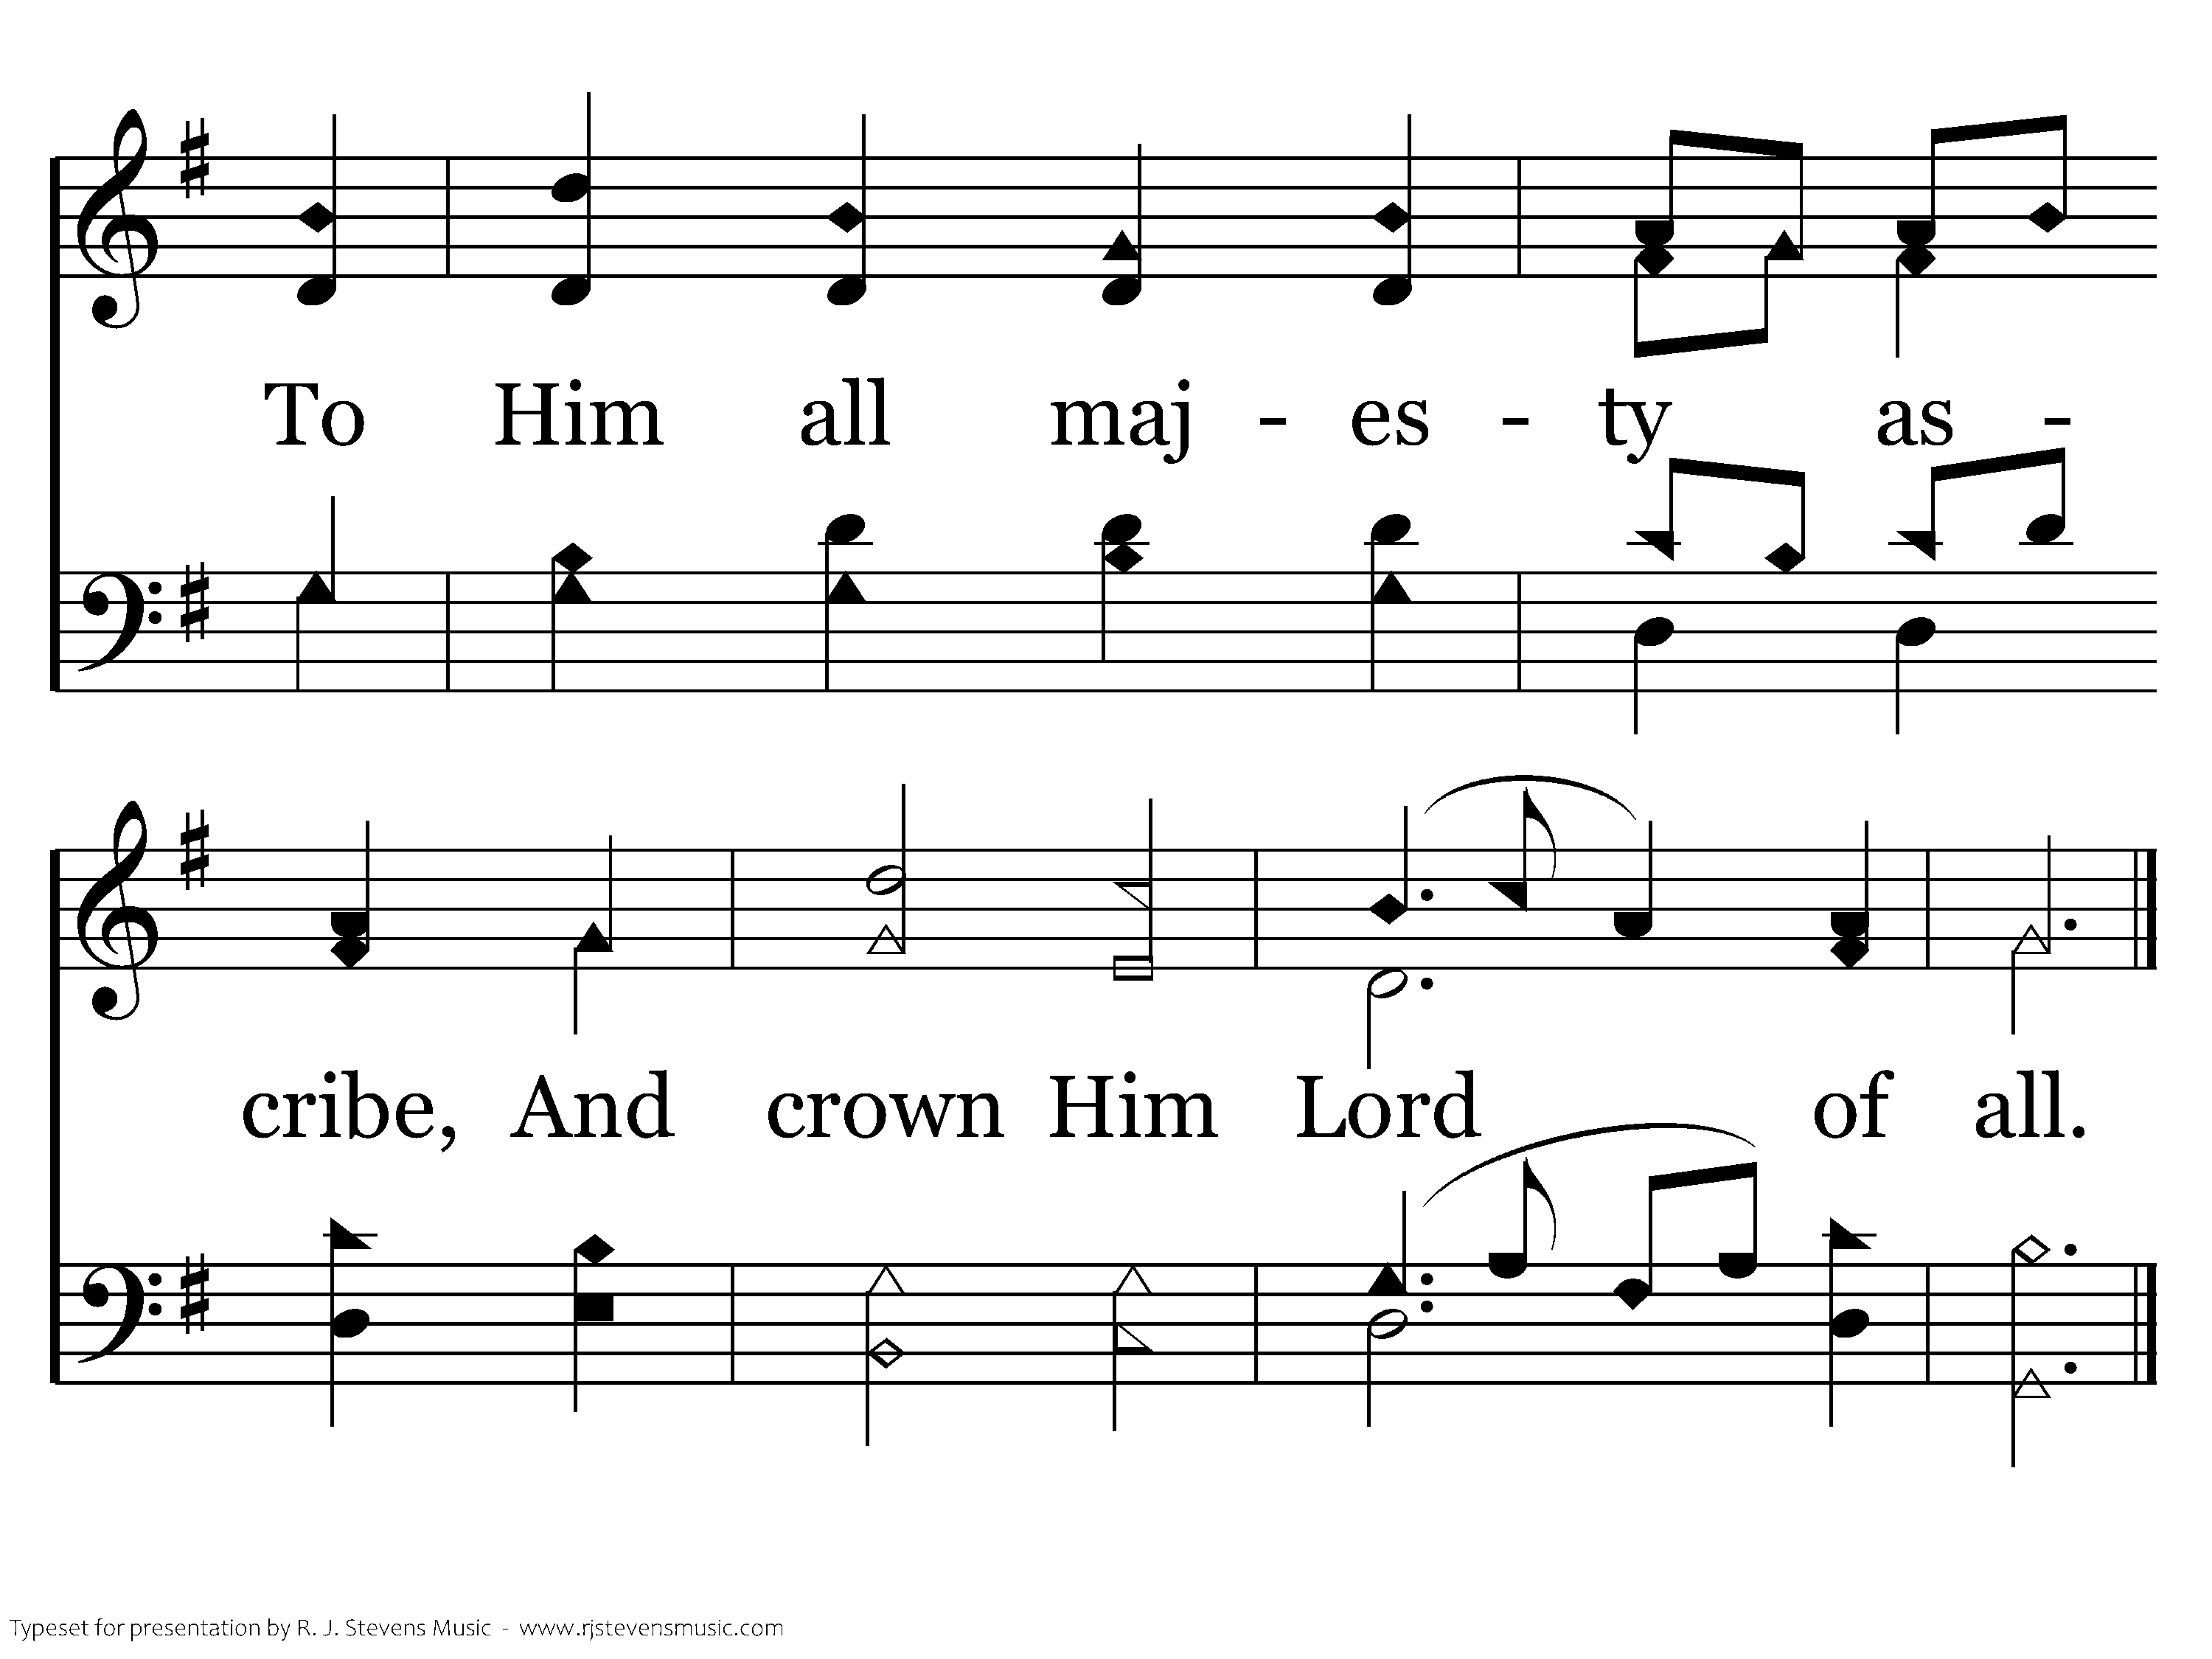 To Him all maj - es - ty as -
cribe, And crown Him Lord of all.
Typeset for presentation by R. J. Stevens Music - www.rjstevensmusic.com